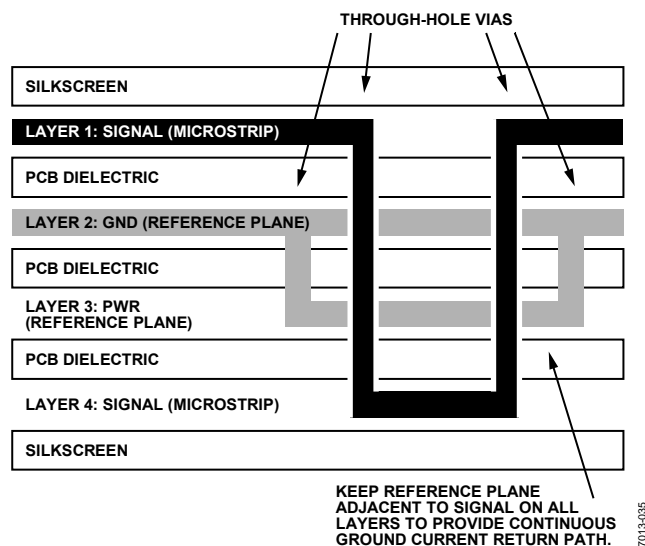 THROUGH-HOLE VIAS
SILKSCREEN
LAYER 1: SIGNAL (MICROSTRIP)
PCB DIELECTRIC
LAYER 2: GND (REFERENCE PLANE)
PCB DIELECTRIC
LAYER 3: PWR
(REFERENCE PLANE)
PCB DIELECTRIC
LAYER 4: SIGNAL (MICROSTRIP)
SILKSCREEN
KEEP REFERENCE PLANE
ADJACENT TO SIGNAL ON ALL
LAYERS TO PROVIDE CONTINUOUS
GROUND CURRENT RETURN PATH.
7013-035